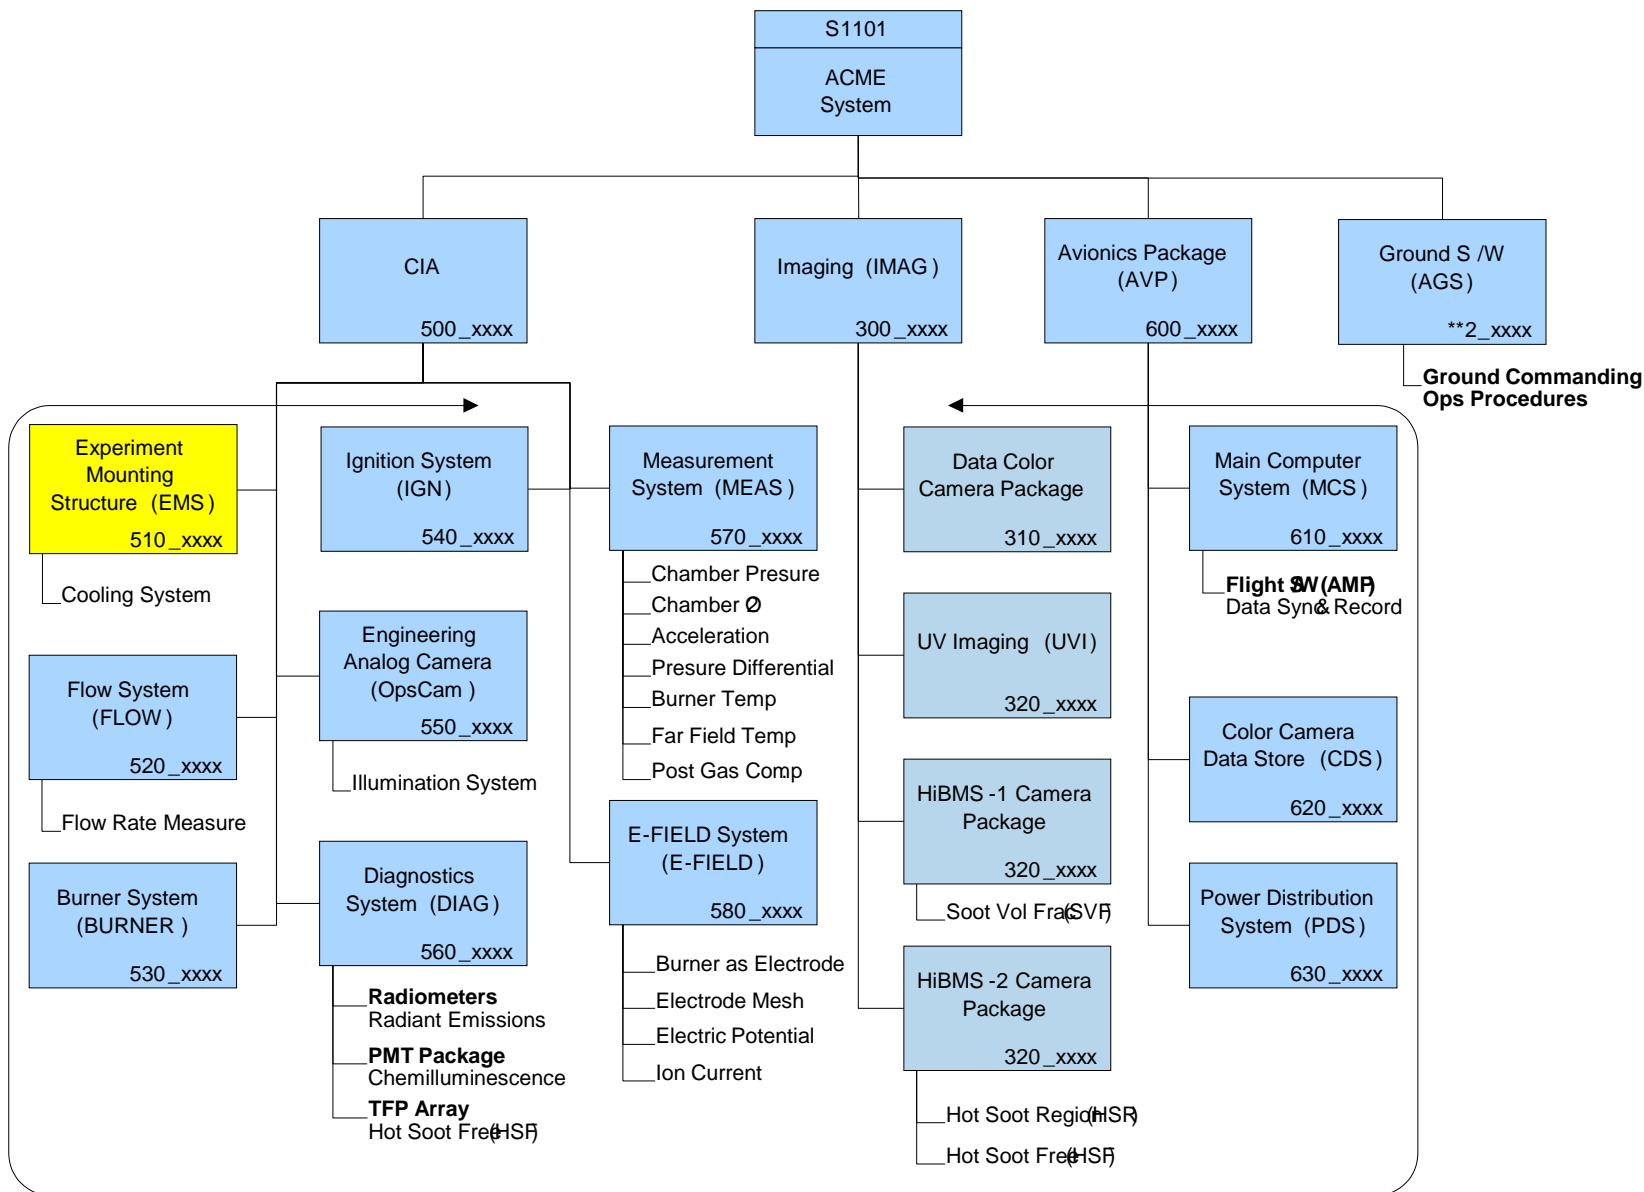 S1101
ACME
System
CIA
500_xxxx
Imaging (IMAG)
300_xxxx
Avionics Package
(AVP)
600_xxxx
Ground S/W
(AGS)
**2_xxxx
Ground Commanding
Ops Procedures
Experiment
Mounting
Structure (EMS)
510_xxxx
Cooling System
Flow System
(FLOW)
520_xxxx
Flow Rate Measure
Burner System
(BURNER)
530_xxxx
Ignition System
(IGN)
540_xxxx
Engineering
Analog Camera
(OpsCam)
550_xxxx
Illumination System
Diagnostics
System (DIAG)
560_xxxx
Radiometers
Radiant Emissions
PMT Package
Chemilluminescence
TFP Array
Hot Soot Free (HSF)
Measurement
System (MEAS)
570_xxxx
Chamber Presure
Chamber O2
Acceleration
Presure Differential
Burner Temp
Far Field Temp
Post Gas Comp.
E-FIELD System
(E-FIELD)
580_xxxx
Burner as Electrode
Electrode Mesh
Electric Potential
Ion Current
Data Color
Camera Package
310_xxxx
UV Imaging (UVI)
320_xxxx
HiBMS-1 Camera
Package
320_xxxx
Soot Vol Frac (SVF)
HiBMS-2 Camera
Package
320_xxxx
Hot Soot Region (HSR)
Hot Soot Free (HSF)
Main Computer
System (MCS)
610_xxxx
Flight S/W (AMP)
Data Sync & Record
Color Camera
Data Store (CDS)
620_xxxx
Power Distribution
System (PDS)
630_xxxx